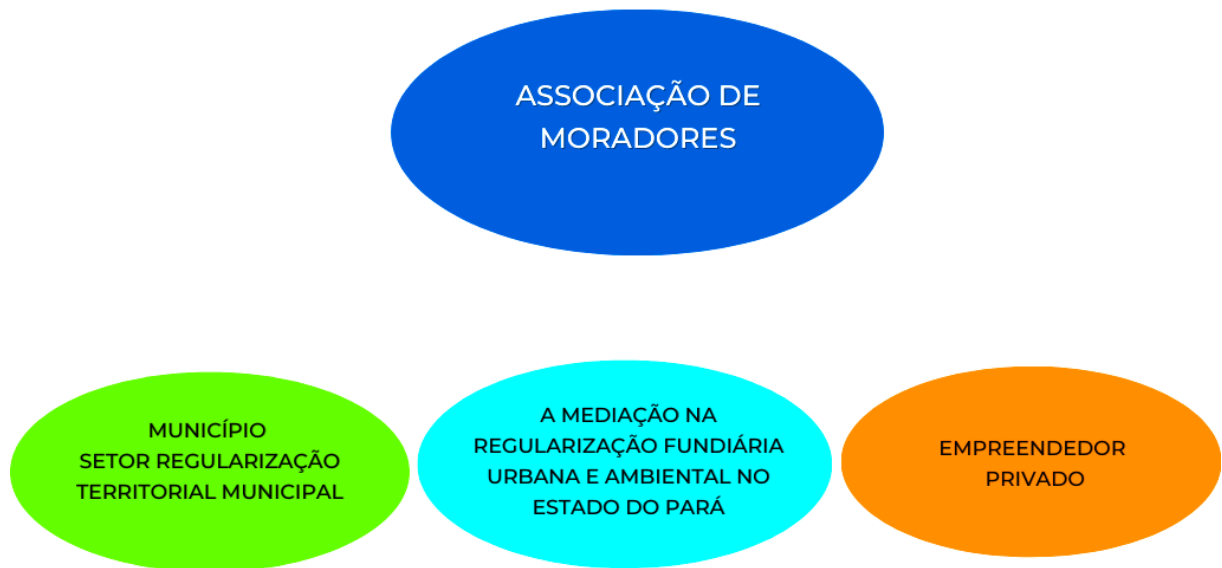 ASSOCIAÇÃO DE
MORADORES
MUNICÍPIO
SETOR REGULARIZAÇÃO
TERRITORIAL MUNICIPAL
A MEDIAÇÃO NA
REGULARIZAÇÃO FUNDIÁRIA
URBANA E AMBIENTAL NO
ESTADO DO PARÁ
EMPREENDEDOR
PRIVADO